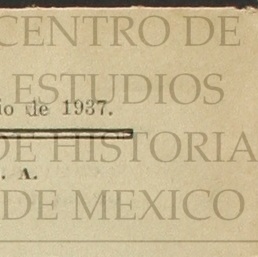 CENTRO DE
ESTUDIOS
io de 1937.
DE HISTORIA
. A.
DE MEXICO